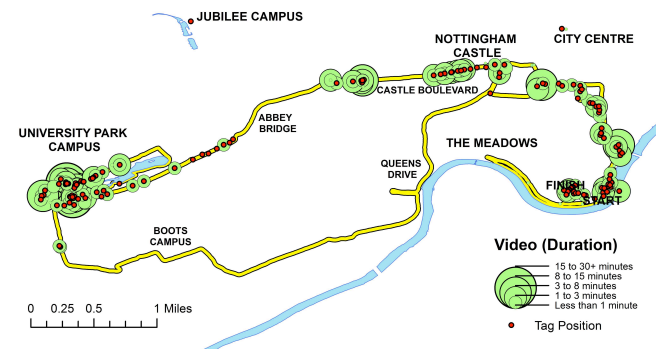 JUBILEE CAMPUS
NOTTINGHAM
CASTLE
CITY CENTRE
CASTLE BOULEVARD
ABBEY
BRIDGE
UNIVERSITY PARK
CAMPUS
THE MEADOWS
QUEENS
DRIVE
FINISH
START
BOOTS
CAMPUS
Video (Duration)
15 to 30+ minutes
8 to 15 minutes
3 to 8 minutes
1 to 3 minutes
Less than 1 minute
Tag Position
0 0.25 0.5 1 Miles